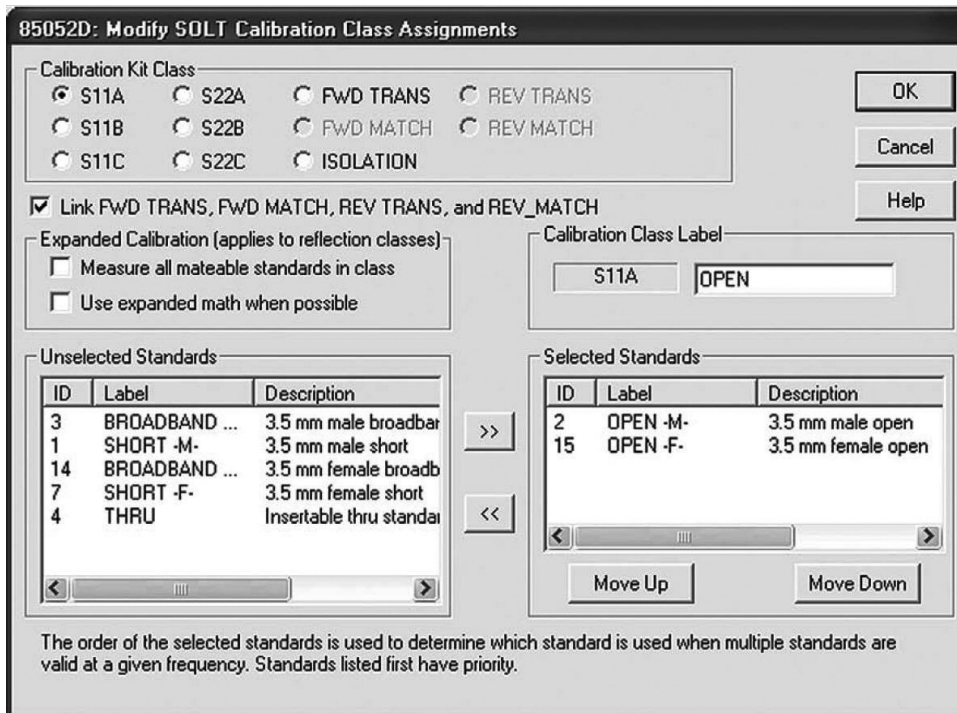 85052D: Modify SOLT Calibration Class Assignments
Calibration Kit Class
S11A S22A FWD TRANS REV TRANS
S11B S22B FWD MATCH REV MATCH
S11C S22C ISOLATION
OK
Cancel
Help
Link FWD TRANS, FWD MATCH, REV TRANS, and REV_MATCH
Expanded Calibration (applies to reflection classes)
Measure all mateable standards in class
Use expanded math when possible
Calibration Class Label
S11A OPEN
Unselected Standards
ID Label Description
3 BROADBAND ... 3.5 mm male broadbar
1 SHORT -M- 3.5 mm male short
14 BROADBAND ... 3.5 mm female broadb
7 SHORT -F- 3.5 mm female short
4 THRU Insertable thru standar
>>
<<
Selected Standards
ID Label Description
2 OPEN -M- 3.5 mm male open
15 OPEN -F- 3.5 mm female open
Move Up Move Down
The order of the selected standards is used to determine which standard is used when multiple standards are
valid at a given frequency. Standards listed first have priority.